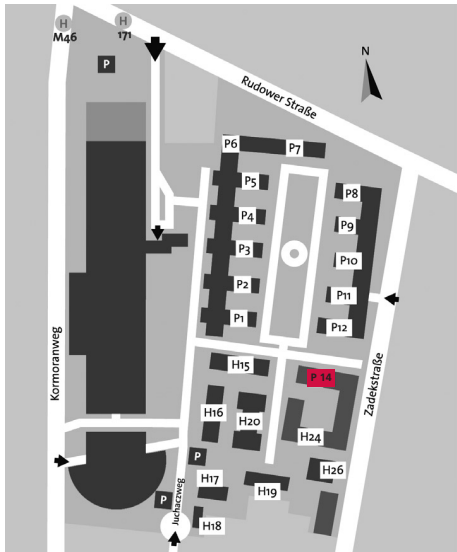 H
M46
H
171
P
N
Rudower Straße
P6
P7
P5
P8
P4
P9
P3
P10
P2
P11
P1
P12
Kormoranweg
Zadekstraße
H15
P 14
H16
H20
H24
P
H26
H17
H19
P
Juchaczweg
H18